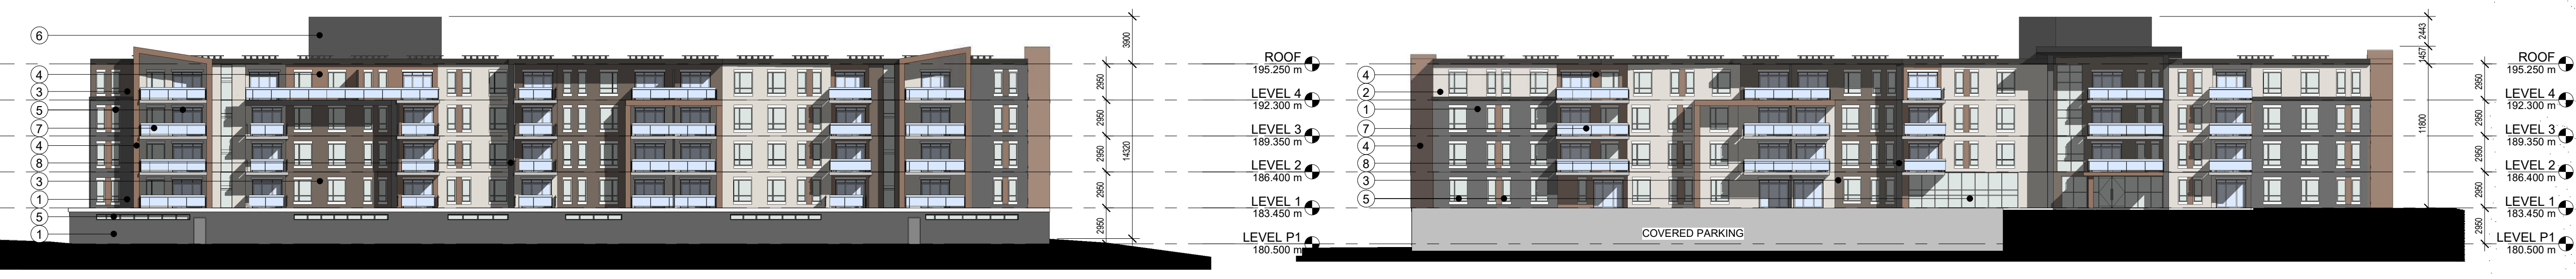 6
4
3
5
7
4
8
3
1
5
1
3900
2950
2950
2950
2950
2950
14320
ROOF
195.250 m
LEVEL 4
192.300 m
LEVEL 3
189.350 m
LEVEL 2
186.400 m
LEVEL 1
183.450 m
LEVEL P1
180.500 m
4
2
1
7
4
8
3
5
COVERED PARKING
2443
1457
2950
2950
2950
2950
2950
11800
ROOF
195.250 m
LEVEL 4
192.300 m
LEVEL 3
189.350 m
LEVEL 2
186.400 m
LEVEL 1
183.450 m
LEVEL P1
180.500 m